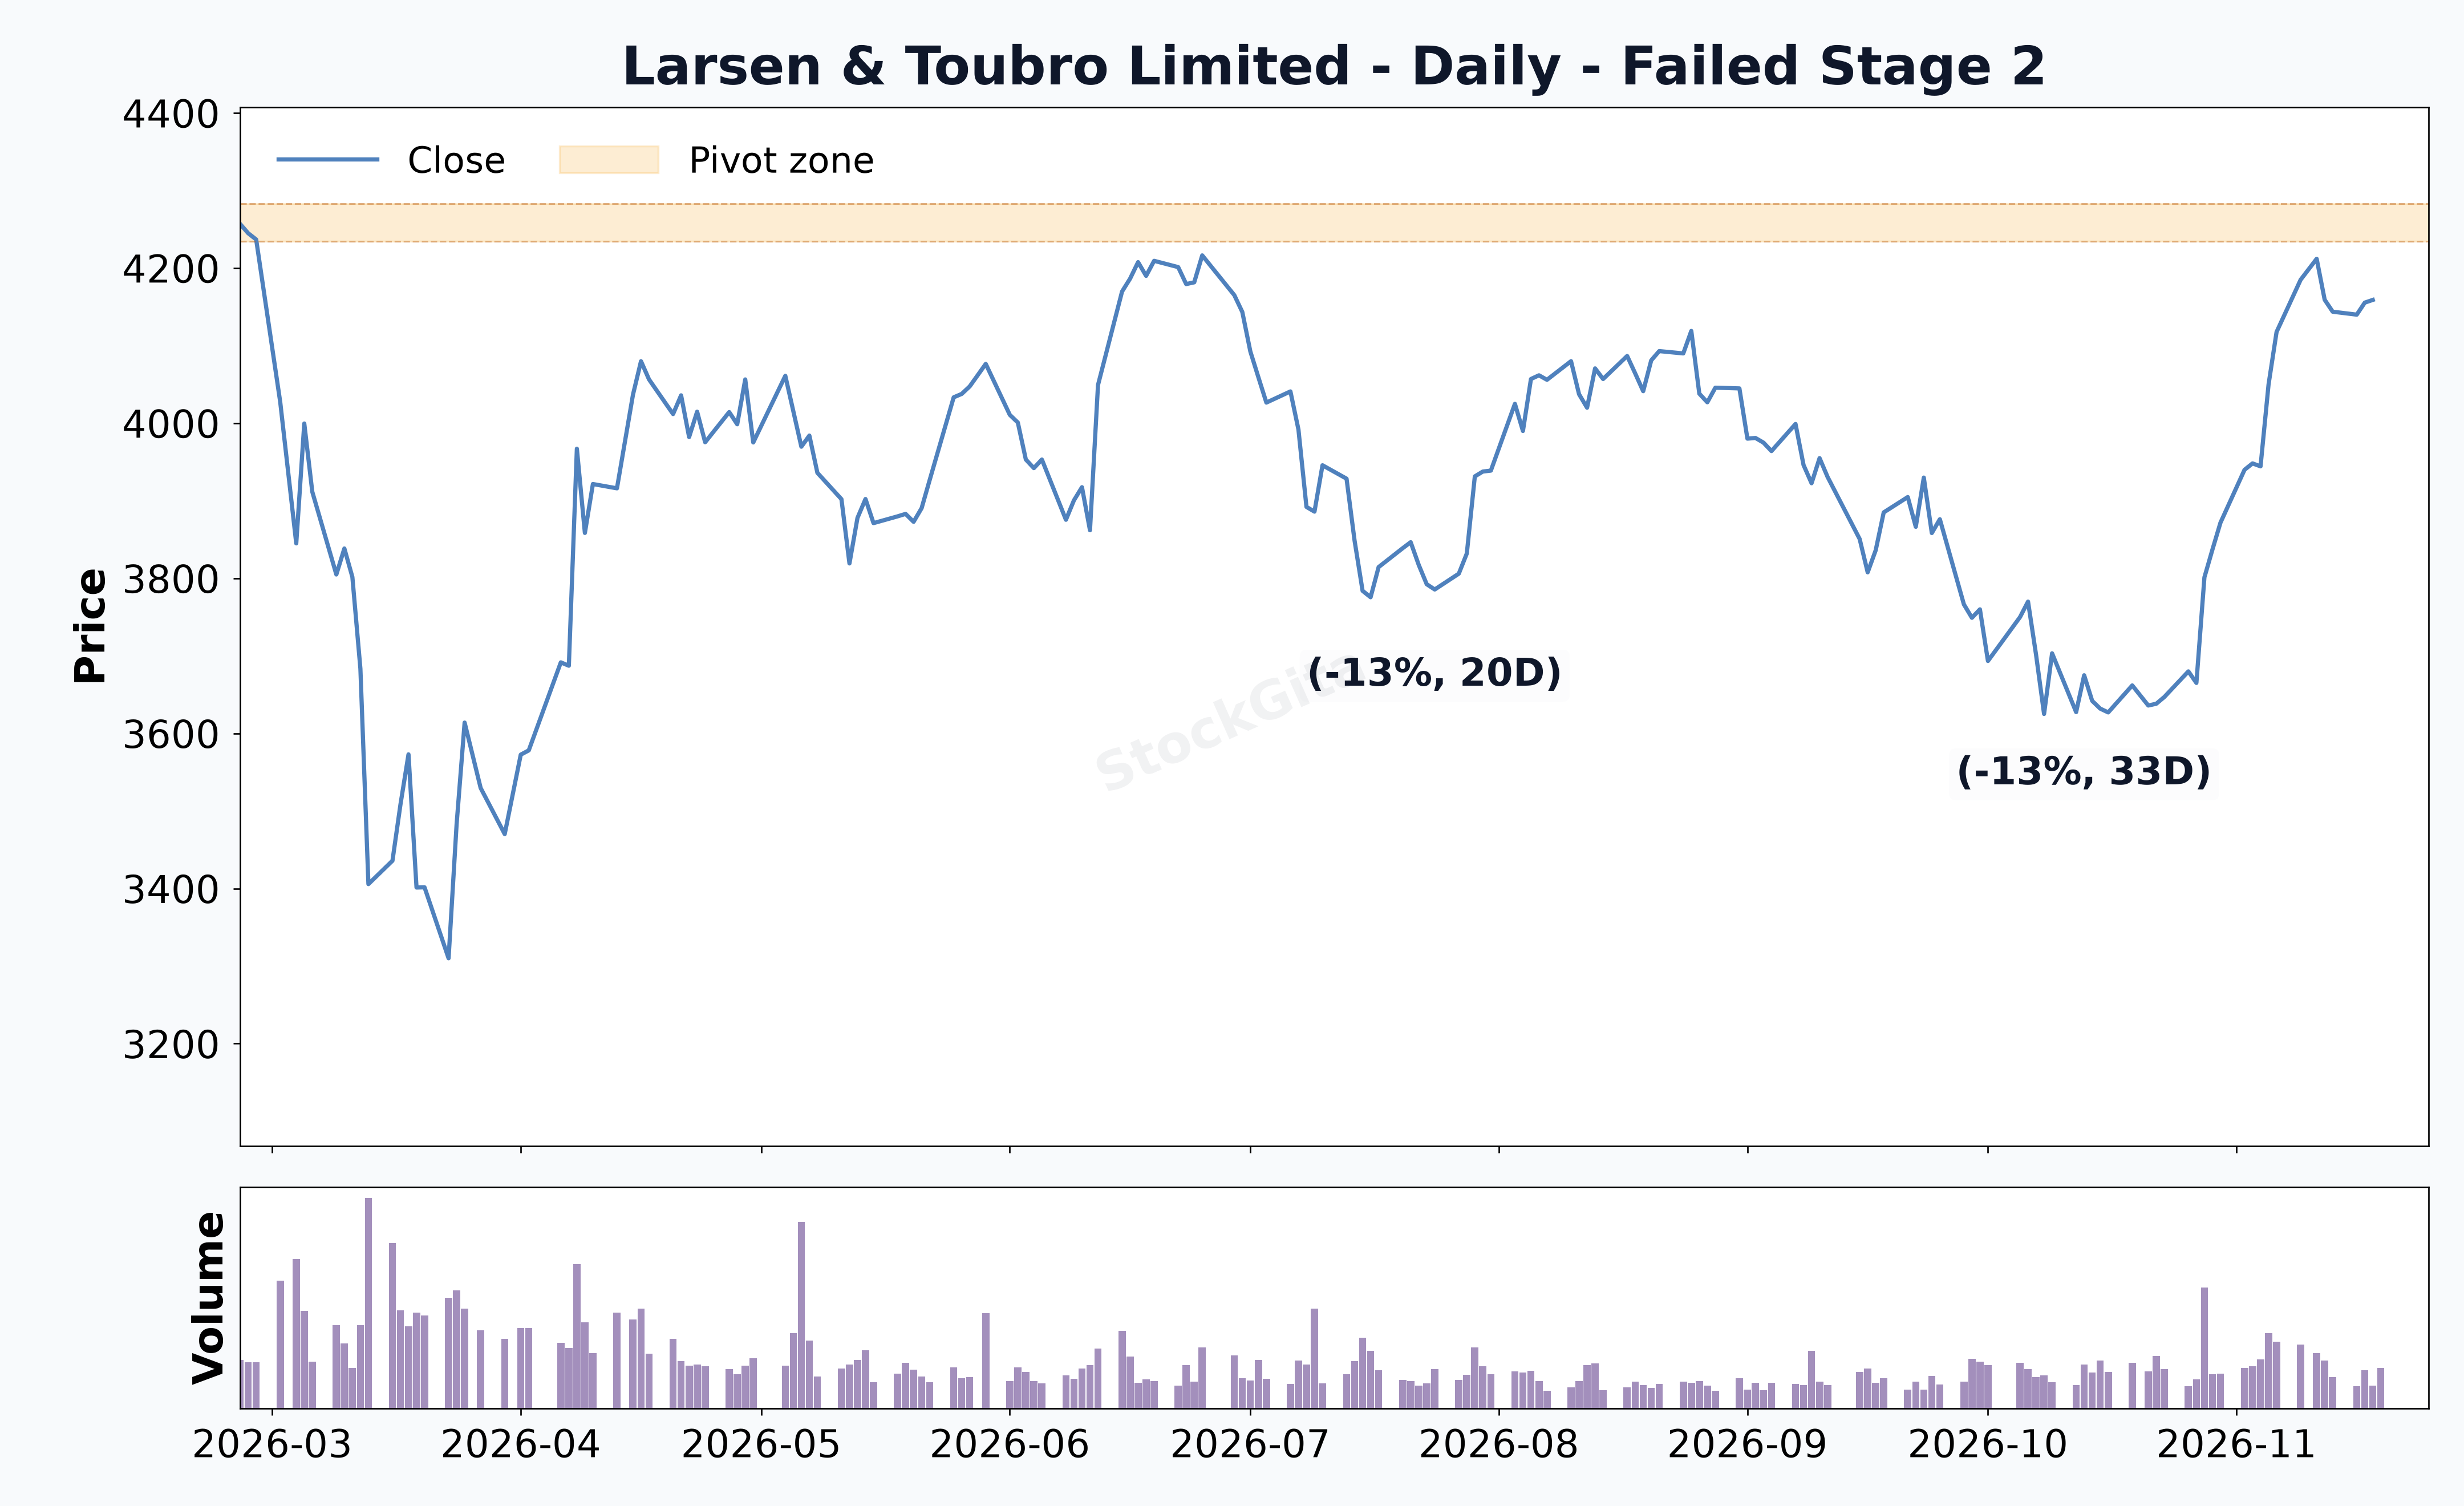 Larsen & Toubro Limited - Daily - Failed Stage 2
Close
Pivot zone
Price
4400
4200
4000
3800
3600
3400
3200
(-13%, 20D)
(-13%, 33D)
Volume
2026-03
2026-04
2026-05
2026-06
2026-07
2026-08
2026-09
2026-10
2026-11